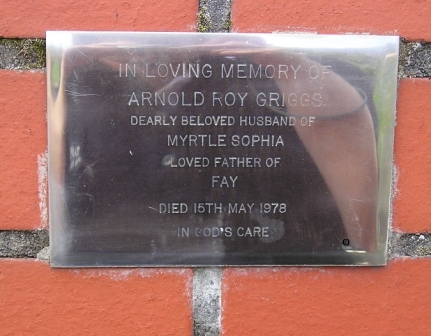 IN LOVING MEMORY OF
ARNOLD ROY GRIGGS
DEARLY BELOVED HUSBAND OF
MYRTLE SOPHIA
LOVED FATHER OF
FAY
DIED 15TH MAY 1978
IN GOD'S CARE